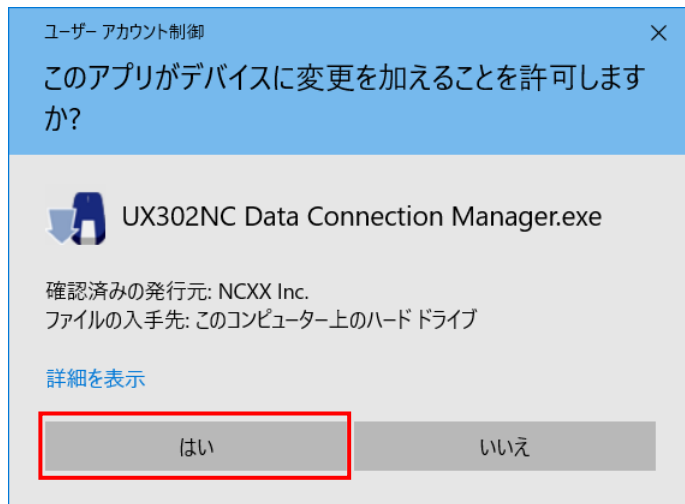 ユーザー アカウント制御
このアプリがデバイスに変更を加えることを許可します
か?
UX302NC Data Connection Manager.exe
確認済みの発行元: NCXX Inc.
ファイルの入手先: このコンピューター上のハード ドライブ
詳細を表示
はい
いいえ